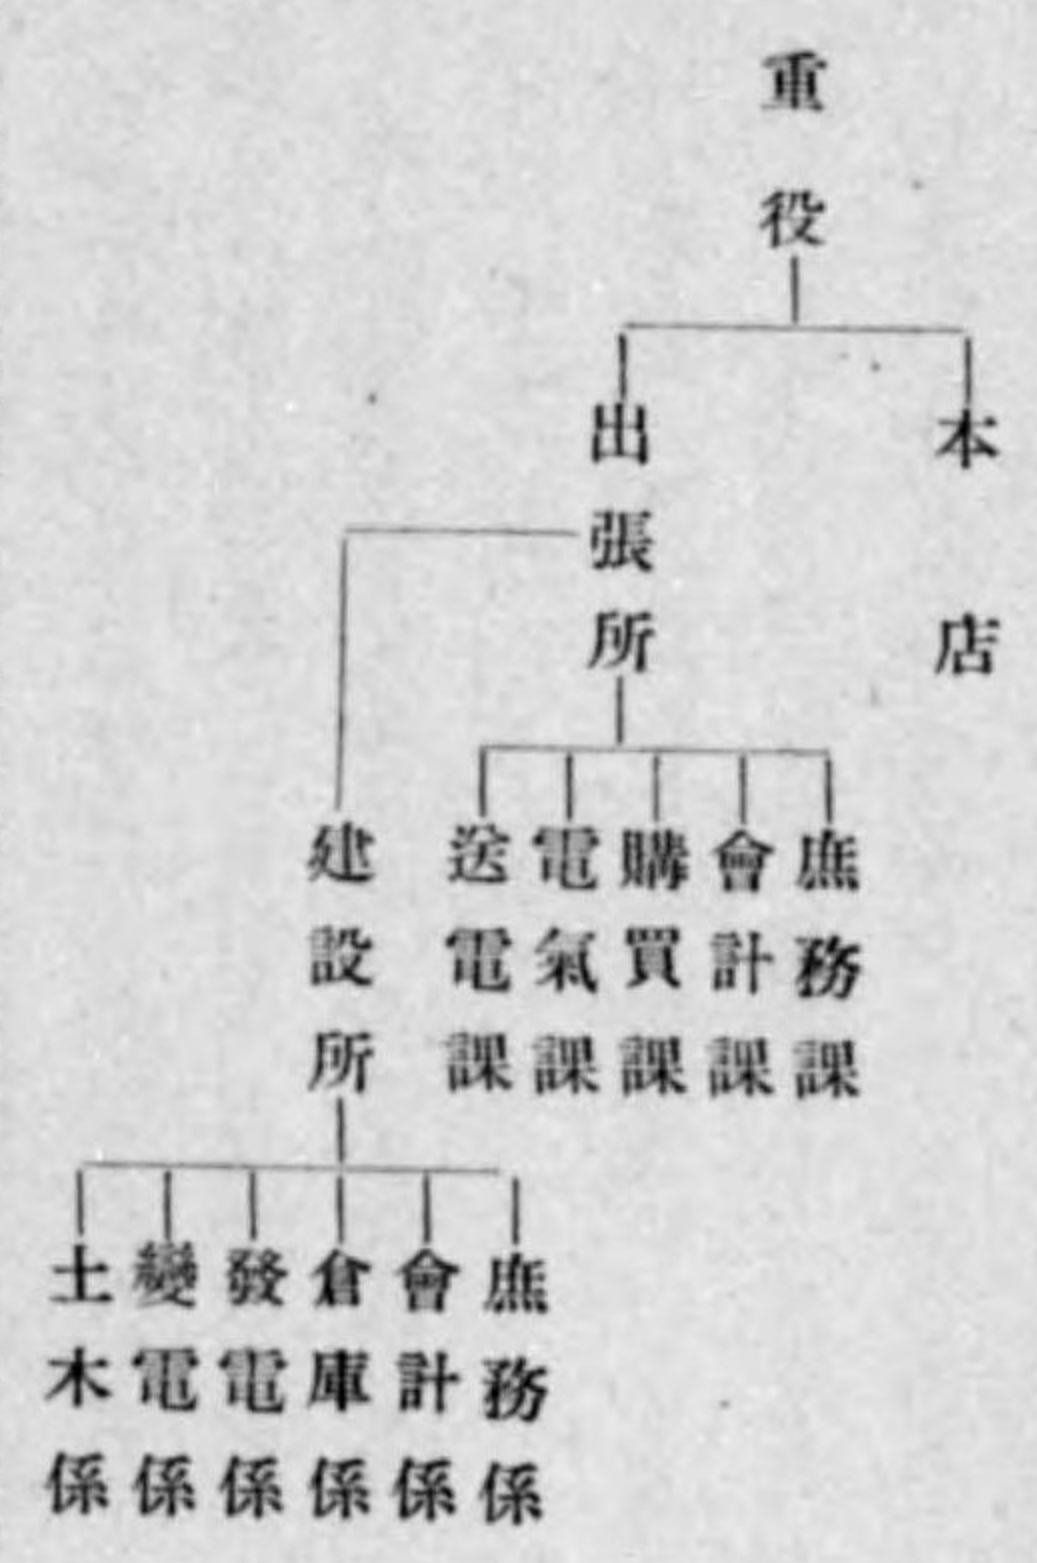 重役
本店
出張所
庶務課
會計課
購買課
電氣課
送電課
建設所
庶務係
會計係
倉庫係
發電係
變電係
土木係